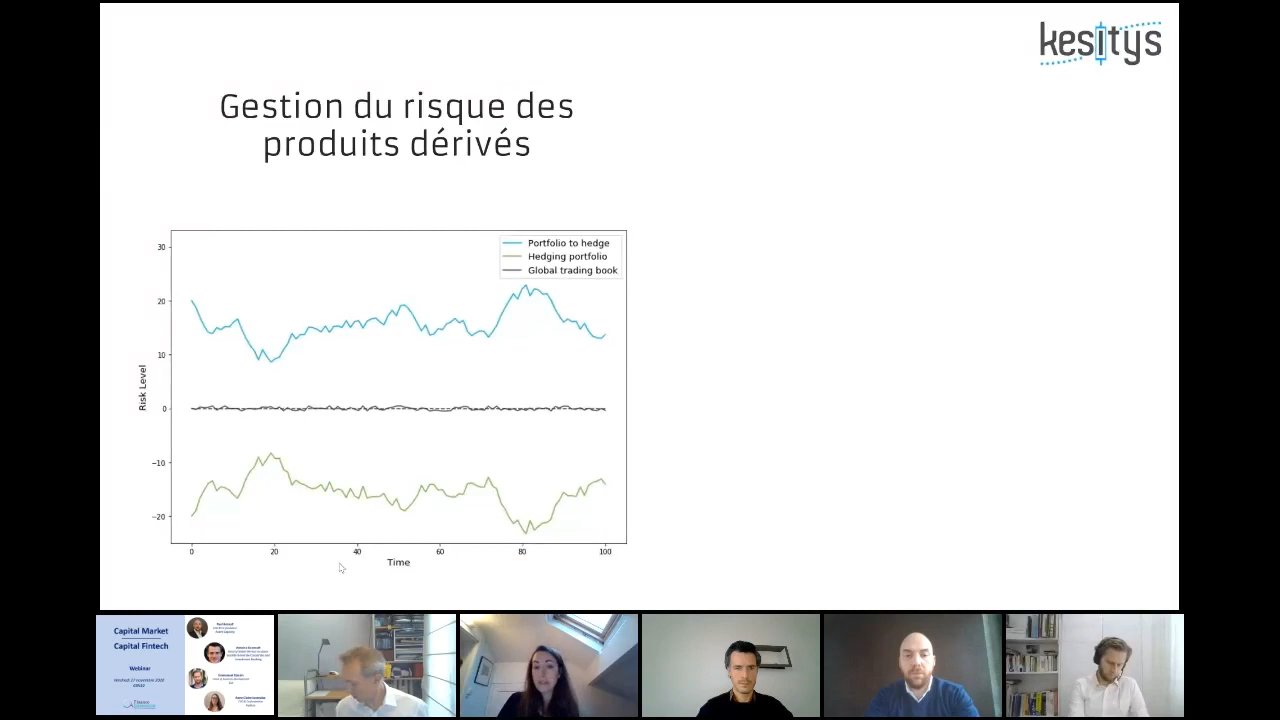 kesitys
Gestion du risque des
produits dérivés
Portfolio to hedge
Hedging portfolio
Global trading book
30
20
10
0
−10
−20
Risk Level
0
20
40
60
80
100
Time
Capital Market
Capital Fintech
Webinar